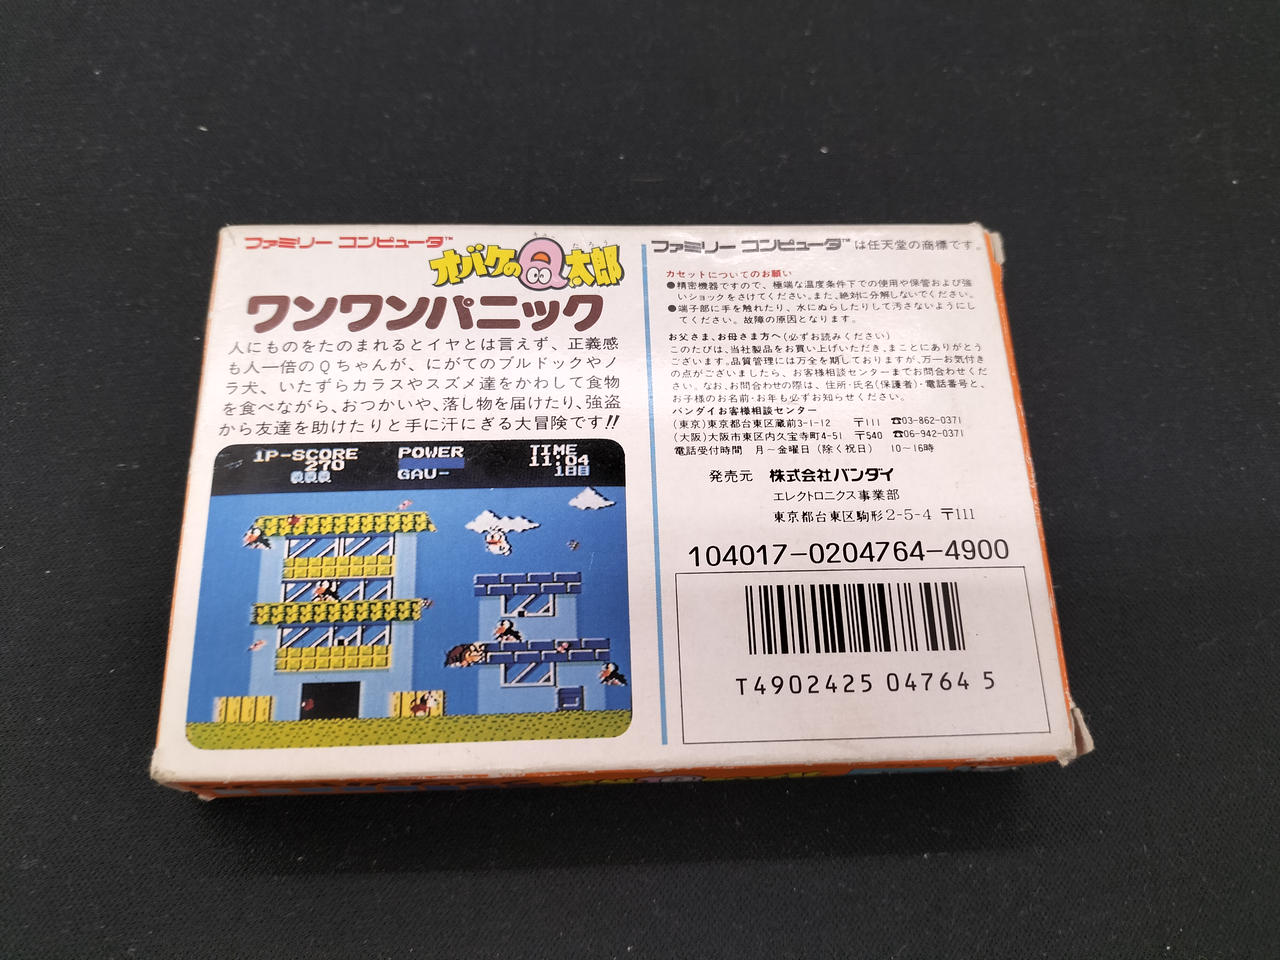 ファミリー コンピュータ™
オバケのQ太郎
ワンワンパニック
人にものをたのまれるとイヤとは言えず、正義感
も人一倍のQちゃんが、にがてのブルドックやノ
ラ犬、いたずらカラスやスズメ達をかわして食物
を食べながら、おつかいや、落し物を届けたり、強盗
から友達を助けたりと手に汗にぎる大冒険です!!
1P-SCORE
270
POWER
GAU-
TIME
11:04
1日目
ファミリー コンピュータ™は任天堂の商標です。
カセットについてのお願い
●精密機器ですので、極端な温度条件下での使用や保管および強
いショックをさけてください。また、絶対に分解しないでください。
●端子部に手を触れたり、水にぬらしたりして汚さないようにし
てください。故障の原因となります。
お父さま、お母さま方へ(必ずお読みください)
このたびは、当社製品をお買い上げいただき、まことにありがとう
ございます。品質管理には万全を期しておりますが、万一お気付き
の点がございましたら、お客様相談センターまでお問合わせくだ
さい。なお、お問合わせの際は、住所・氏名(保護者)・電話番号と、
お子様のお名前・お年も必ずお知らせください。
バンダイお客様相談センター
(東京)東京都台東区蔵前3-1-12 〒111 ☎03-862-0371
(大阪)大阪市東区内久宝寺町4-51 〒540 ☎06-942-0371
電話受付時間 月〜金曜日(除く祝日) 10〜16時
発売元 株式会社バンダイ
エレクトロニクス事業部
東京都台東区駒形2-5-4 〒111
104017-0204764-4900
T4902425 04764 5